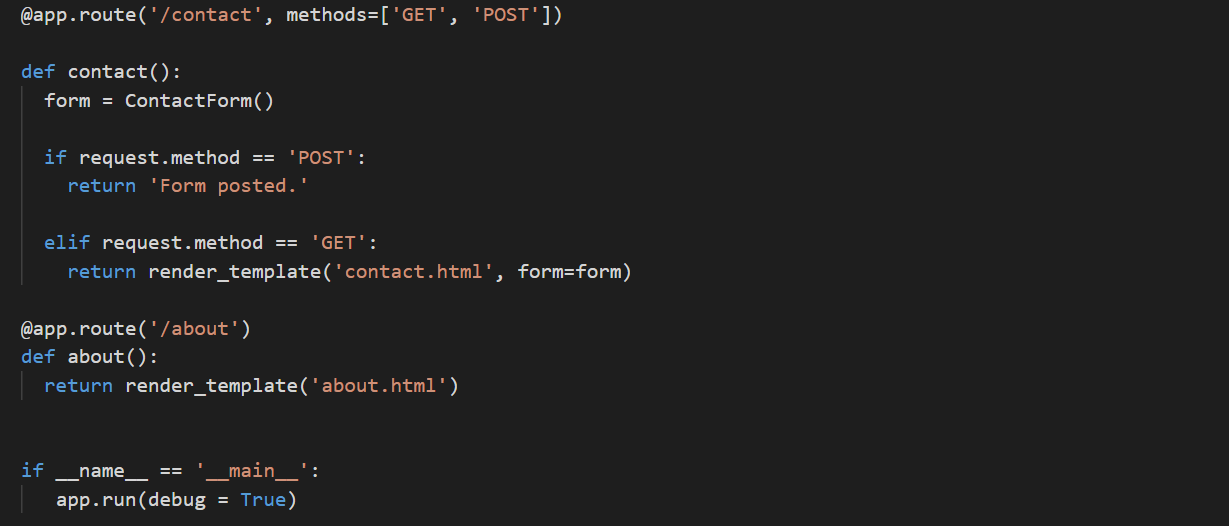 @app.route('/contact', methods=['GET', 'POST'])
def contact():
  form = ContactForm()
  if request.method == 'POST':
    return 'Form posted.'
  elif request.method == 'GET':
    return render_template('contact.html', form=form)
@app.route('/about')
def about():
  return render_template('about.html')
if __name__ == '__main__':
   app.run(debug = True)